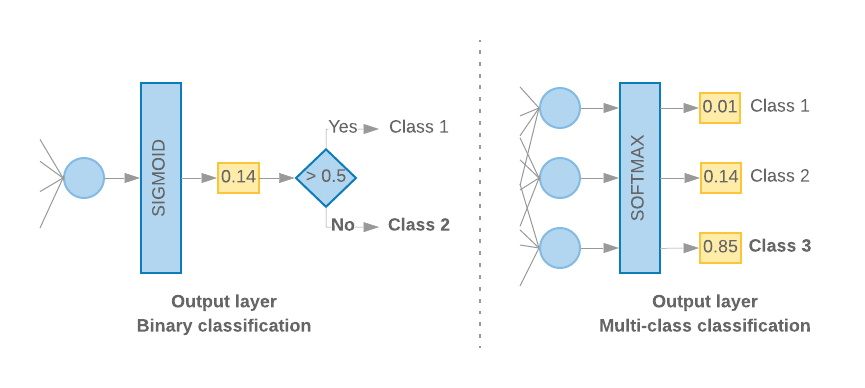 SIGMOID
0.14
> 0.5
Yes
Class 1
No
Class 2
Output layer
Binary classification
SOFTMAX
0.01
Class 1
0.14
Class 2
0.85
Class 3
Output layer
Multi-class classification